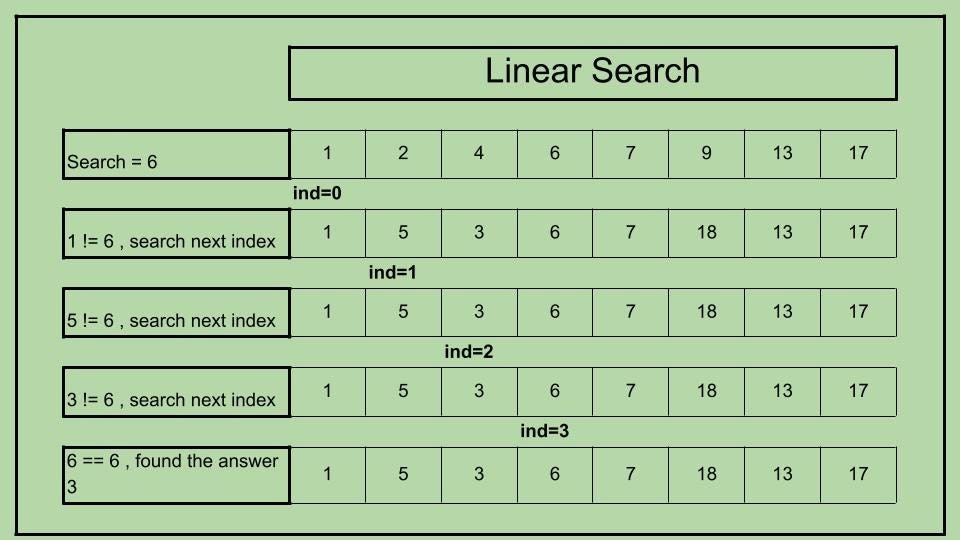 Linear Search
Search = 6 1 2 4 6 7 9 13 17
ind=0
1 != 6 , search next index 1 5 3 6 7 18 13 17
ind=1
5 != 6 , search next index 1 5 3 6 7 18 13 17
ind=2
3 != 6 , search next index 1 5 3 6 7 18 13 17
ind=3
6 == 6 , found the answer
3 1 5 3 6 7 18 13 17